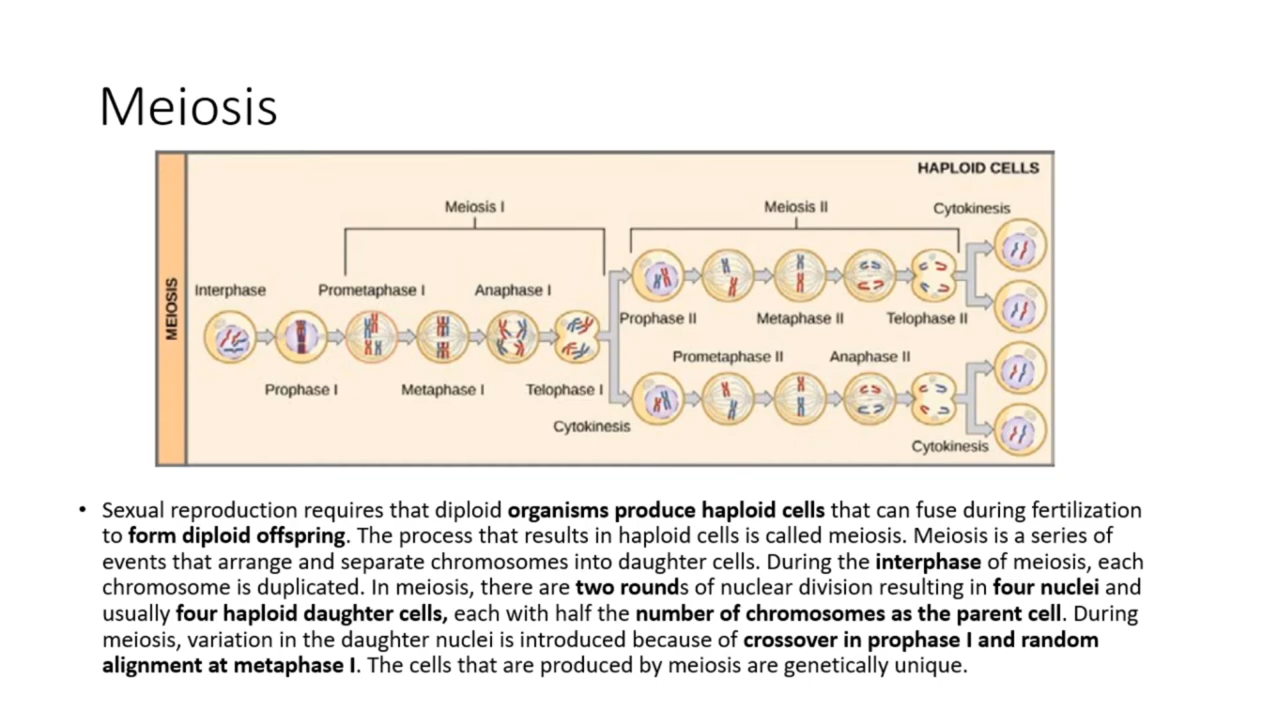 Meiosis
MEIOSIS
HAPLOID CELLS
Meiosis I
Meiosis II
Cytokinesis
Interphase
Prometaphase I
Anaphase I
Prophase II
Metaphase II
Telophase II
Prometaphase II
Anaphase II
Prophase I
Metaphase I
Telophase I
Cytokinesis
Cytokinesis
• Sexual reproduction requires that diploid organisms produce haploid cells that can fuse during fertilization
to form diploid offspring. The process that results in haploid cells is called meiosis. Meiosis is a series of
events that arrange and separate chromosomes into daughter cells. During the interphase of meiosis, each
chromosome is duplicated. In meiosis, there are two rounds of nuclear division resulting in four nuclei and
usually four haploid daughter cells, each with half the number of chromosomes as the parent cell. During
meiosis, variation in the daughter nuclei is introduced because of crossover in prophase I and random
alignment at metaphase I. The cells that are produced by meiosis are genetically unique.